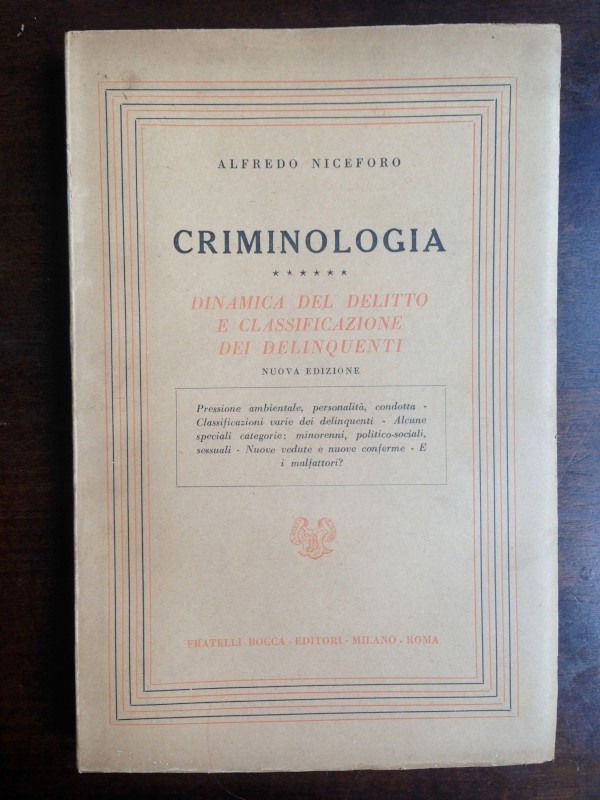 ALFREDO NICEFORO
CRIMINOLOGIA
★ ★ ★ ★ ★ ★
DINAMICA DEL DELITTO
E CLASSIFICAZIONE
DEI DELINQUENTI
NUOVA EDIZIONE
Pressione ambientale, personalità, condotta -
Classificazioni varie dei delinquenti - Alcune
speciali categorie: minorenni, politico-sociali,
sessuali - Nuove vedute e nuove conferme - E
i malfattori?
FRATELLI BOCCA - EDITORI - MILANO - ROMA